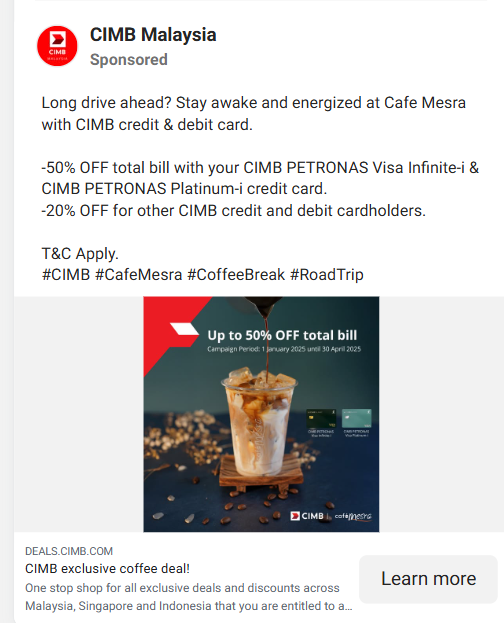 CIMB Malaysia
CIMB
MALAYSIA
Sponsored
Long drive ahead? Stay awake and energized at Cafe Mesra
with CIMB credit & debit card.
-50% OFF total bill with your CIMB PETRONAS Visa Infinite-i &
CIMB PETRONAS Platinum-i credit card.
-20% OFF for other CIMB credit and debit cardholders.
T&C Apply.
#CIMB #CafeMesra #CoffeeBreak #RoadTrip
Up to 50% OFF total bill
Campaign Period: 1 January 2025 until 30 April 2025
CIMB PETRONAS
Visa Infinite-i
CIMB PETRONAS
Visa Platinum-i
CIMB
cafémesra
DEALS.CIMB.COM
CIMB exclusive coffee deal!
One stop shop for all exclusive deals and discounts across
Malaysia, Singapore and Indonesia that you are entitled to a...
Learn more